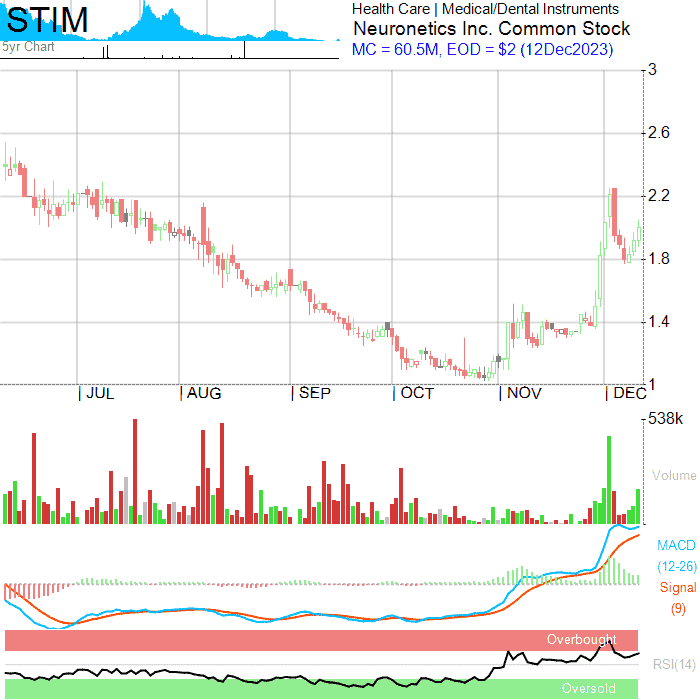 STIM
Health Care | Medical/Dental Instruments
Neuronetics Inc. Common Stock
MC = 60.5M, EOD = $2 (12Dec2023)
5yr Chart
3
2.6
2.2
1.8
1.4
1
| JUL | AUG | SEP | OCT | NOV | DEC
538k
Volume
MACD
(12-26)
Signal
(9)
Overbought
RSI(14)
Oversold